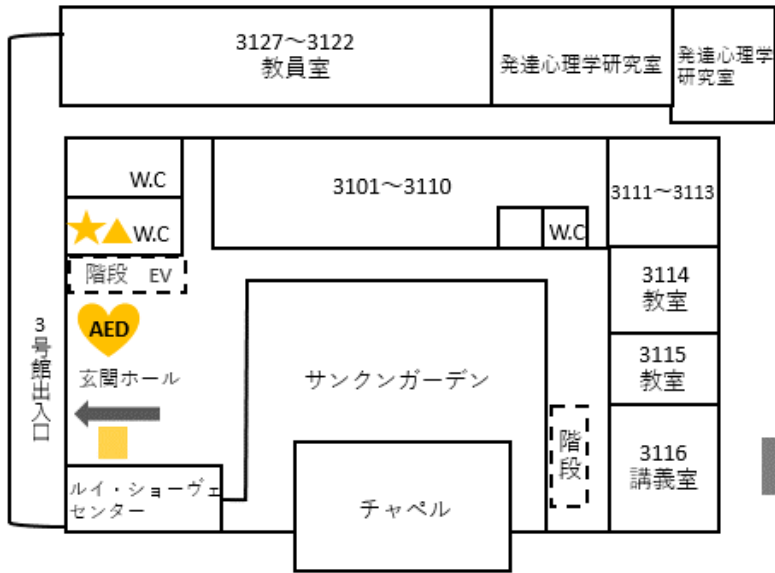 3127～3122
教員室
発達心理学研究室
発達心理学
研究室
W.C
3101～3110
3111～3113
W.C
W.C
階段 EV
3114
教室
AED
3号館出入口
玄関ホール
サンクンガーデン
3115
教室
階段
3116
講義室
ルイ・ショーヴェ
センター
チャペル